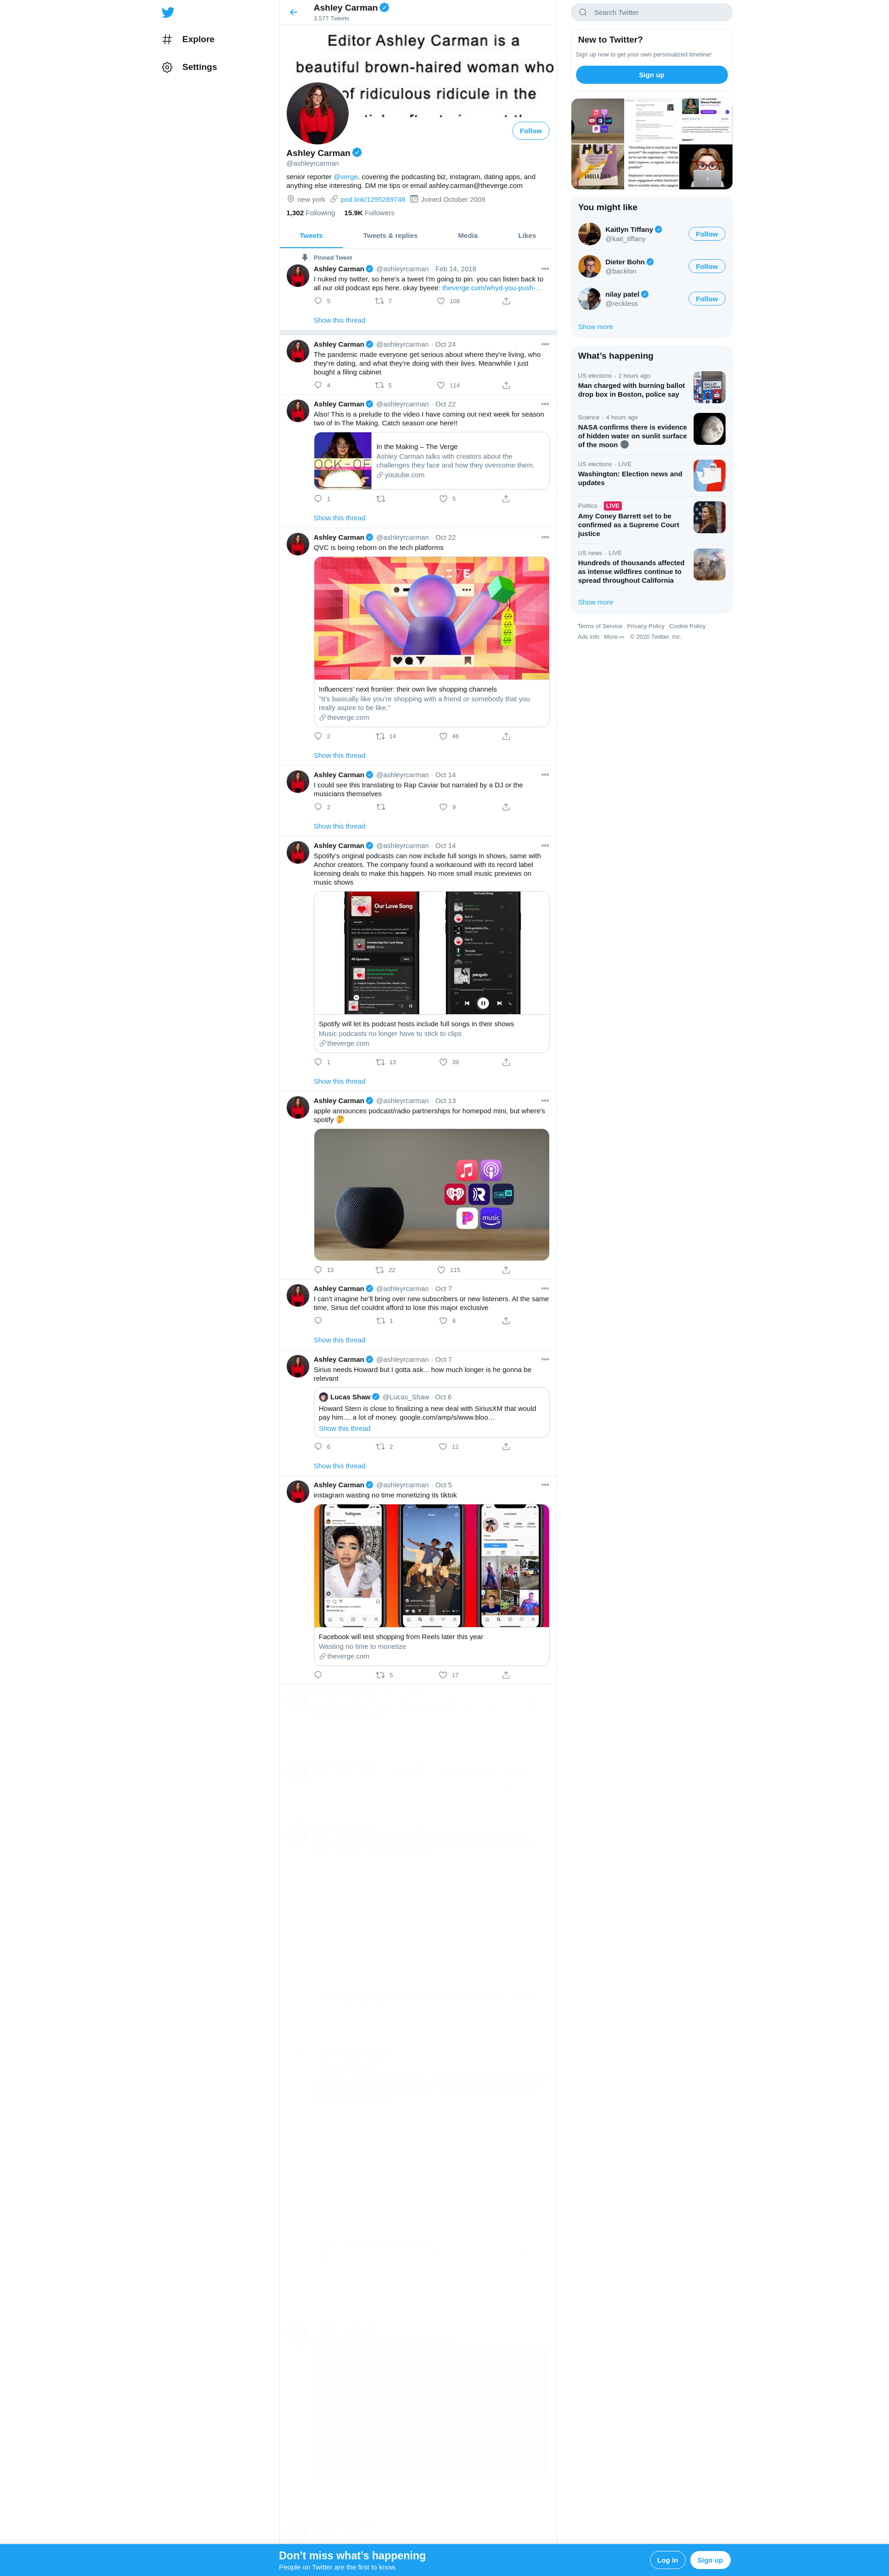 Explore
Settings
Ashley Carman
3,577 Tweets
Editor Ashley Carman is a
beautiful brown-haired woman who
of ridiculous ridicule in the
Follow
Ashley Carman
@ashleyrcarman
senior reporter @verge. covering the podcasting biz, instagram, dating apps, and
anything else interesting. DM me tips or email ashley.carman@theverge.com
new york pod.link/1295289748 Joined October 2009
1,302 Following 15.9K Followers
Tweets Tweets & replies Media Likes
Pinned Tweet
Ashley Carman @ashleyrcarman · Feb 14, 2018
I nuked my twitter, so here's a tweet I'm going to pin. you can listen back to
all our old podcast eps here. okay byeee: theverge.com/whyd-you-push-…
5 7 108
Show this thread
Ashley Carman @ashleyrcarman · Oct 24
The pandemic made everyone get serious about where they're living, who
they're dating, and what they're doing with their lives. Meanwhile I just
bought a filing cabinet
4 5 114
Ashley Carman @ashleyrcarman · Oct 22
Also! This is a prelude to the video I have coming out next week for season
two of In The Making. Catch season one here!!
In the Making – The Verge
Ashley Carman talks with creators about the
challenges they face and how they overcome them.
youtube.com
1 5
Show this thread
Ashley Carman @ashleyrcarman · Oct 22
QVC is being reborn on the tech platforms
$$$$
Influencers' next frontier: their own live shopping channels
"It's basically like you're shopping with a friend or somebody that you
really aspire to be like."
theverge.com
2 14 46
Show this thread
Ashley Carman @ashleyrcarman · Oct 14
I could see this translating to Rap Caviar but narrated by a DJ or the
musicians themselves
2 9
Show this thread
Ashley Carman @ashleyrcarman · Oct 14
Spotify's original podcasts can now include full songs in shows, same with
Anchor creators. The company found a workaround with its record label
licensing deals to make this happen. No more small music previews on
music shows
Our Love Song
Our Love Song
Introducing Our Love Song
All Episodes
penguin
Spotify will let its podcast hosts include full songs in their shows
Music podcasts no longer have to stick to clips
theverge.com
1 13 39
Show this thread
Ashley Carman @ashleyrcarman · Oct 13
apple announces podcast/radio partnerships for homepod mini, but where's
spotify 🤔
music
13 22 115
Ashley Carman @ashleyrcarman · Oct 7
I can't imagine he'll bring over new subscribers or new listeners. At the same
time, Sirius def couldnt afford to lose this major exclusive
1 6
Show this thread
Ashley Carman @ashleyrcarman · Oct 7
Sirius needs Howard but I gotta ask... how much longer is he gonna be
relevant
Lucas Shaw @Lucas_Shaw · Oct 6
Howard Stern is close to finalizing a new deal with SiriusXM that would
pay him.... a lot of money. google.com/amp/s/www.bloo…
Show this thread
6 2 12
Show this thread
Ashley Carman @ashleyrcarman · Oct 5
instagram wasting no time monetizing its tiktok
Instagram
Facebook will test shopping from Reels later this year
Wasting no time to monetize
theverge.com
5 17
Search Twitter
New to Twitter?
Sign up now to get your own personalized timeline!
Sign up
ANGELA CHEN
You might like
Kaitlyn Tiffany
@kait_tiffany
Follow
Dieter Bohn
@backlon
Follow
nilay patel
@reckless
Follow
Show more
What's happening
US elections · 2 hours ago
Man charged with burning ballot
drop box in Boston, police say
Science · 4 hours ago
NASA confirms there is evidence
of hidden water on sunlit surface
of the moon 🌑
US elections · LIVE
Washington: Election news and
updates
Politics · LIVE
Amy Coney Barrett set to be
confirmed as a Supreme Court
justice
US news · LIVE
Hundreds of thousands affected
as intense wildfires continue to
spread throughout California
Show more
Terms of Service Privacy Policy Cookie Policy
Ads info More ··· © 2020 Twitter, Inc.
Don't miss what's happening
People on Twitter are the first to know.
Log in Sign up